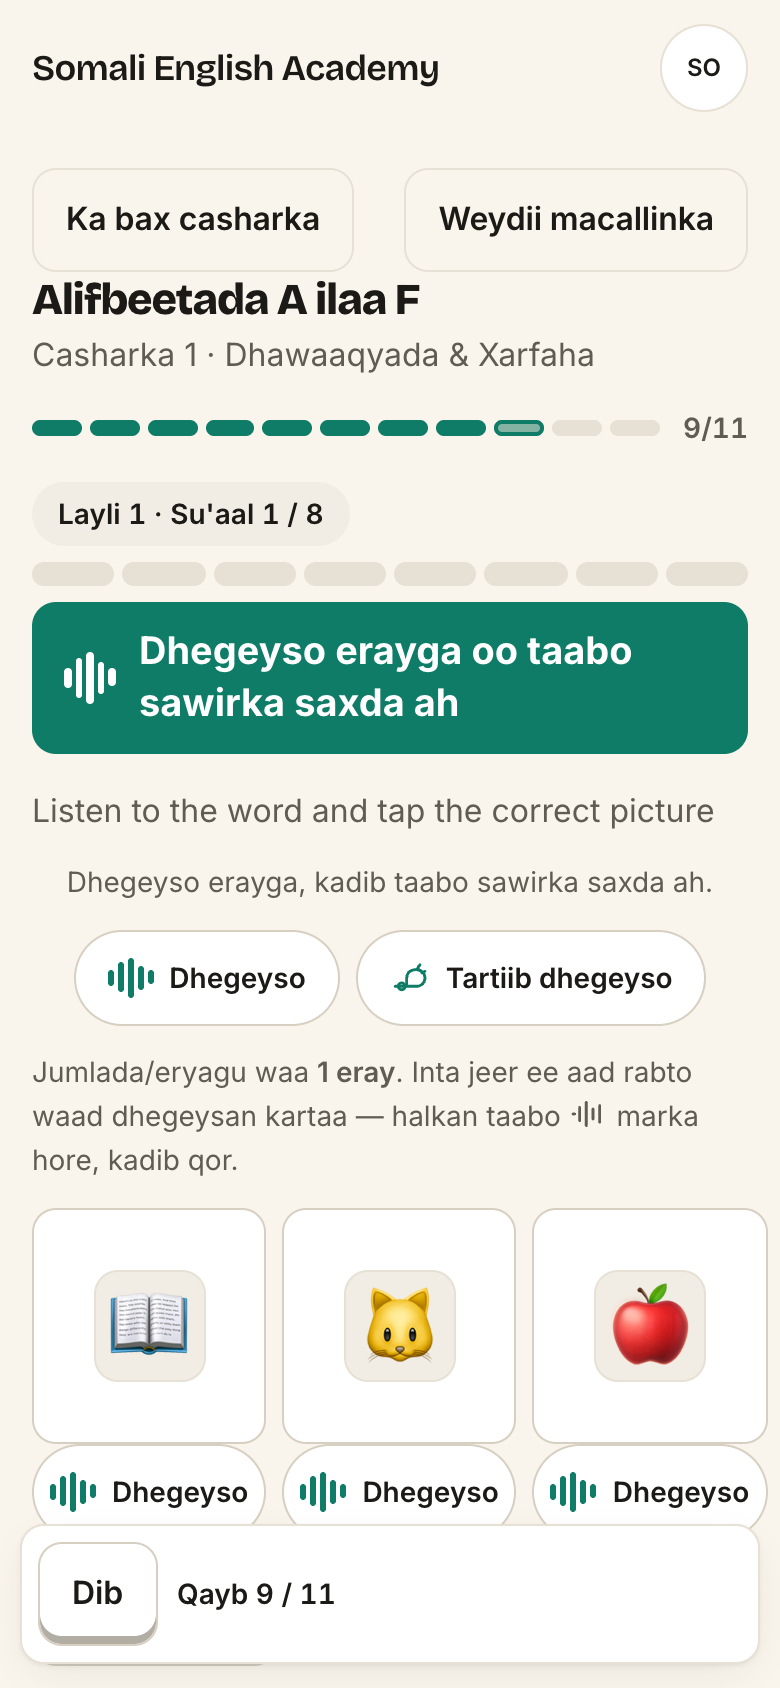 Somali English Academy
SO
Ka bax casharka
Weydii macallinka
Alifbeetada A ilaa F
Casharka 1 · Dhawaaqyada & Xarfaha
9/11
Layli 1 · Su'aal 1 / 8
Dhegeyso erayga oo taabo
sawirka saxda ah
Listen to the word and tap the correct picture
Dhegeyso erayga, kadib taabo sawirka saxda ah.
Dhegeyso
Tartiib dhegeyso
Jumlada/eryagu waa 1 eray. Inta jeer ee aad rabto
waad dhegeysan kartaa — halkan taabo marka
hore, kadib qor.
Dhegeyso
Dhegeyso
Dhegeyso
Dib
Qayb 9 / 11